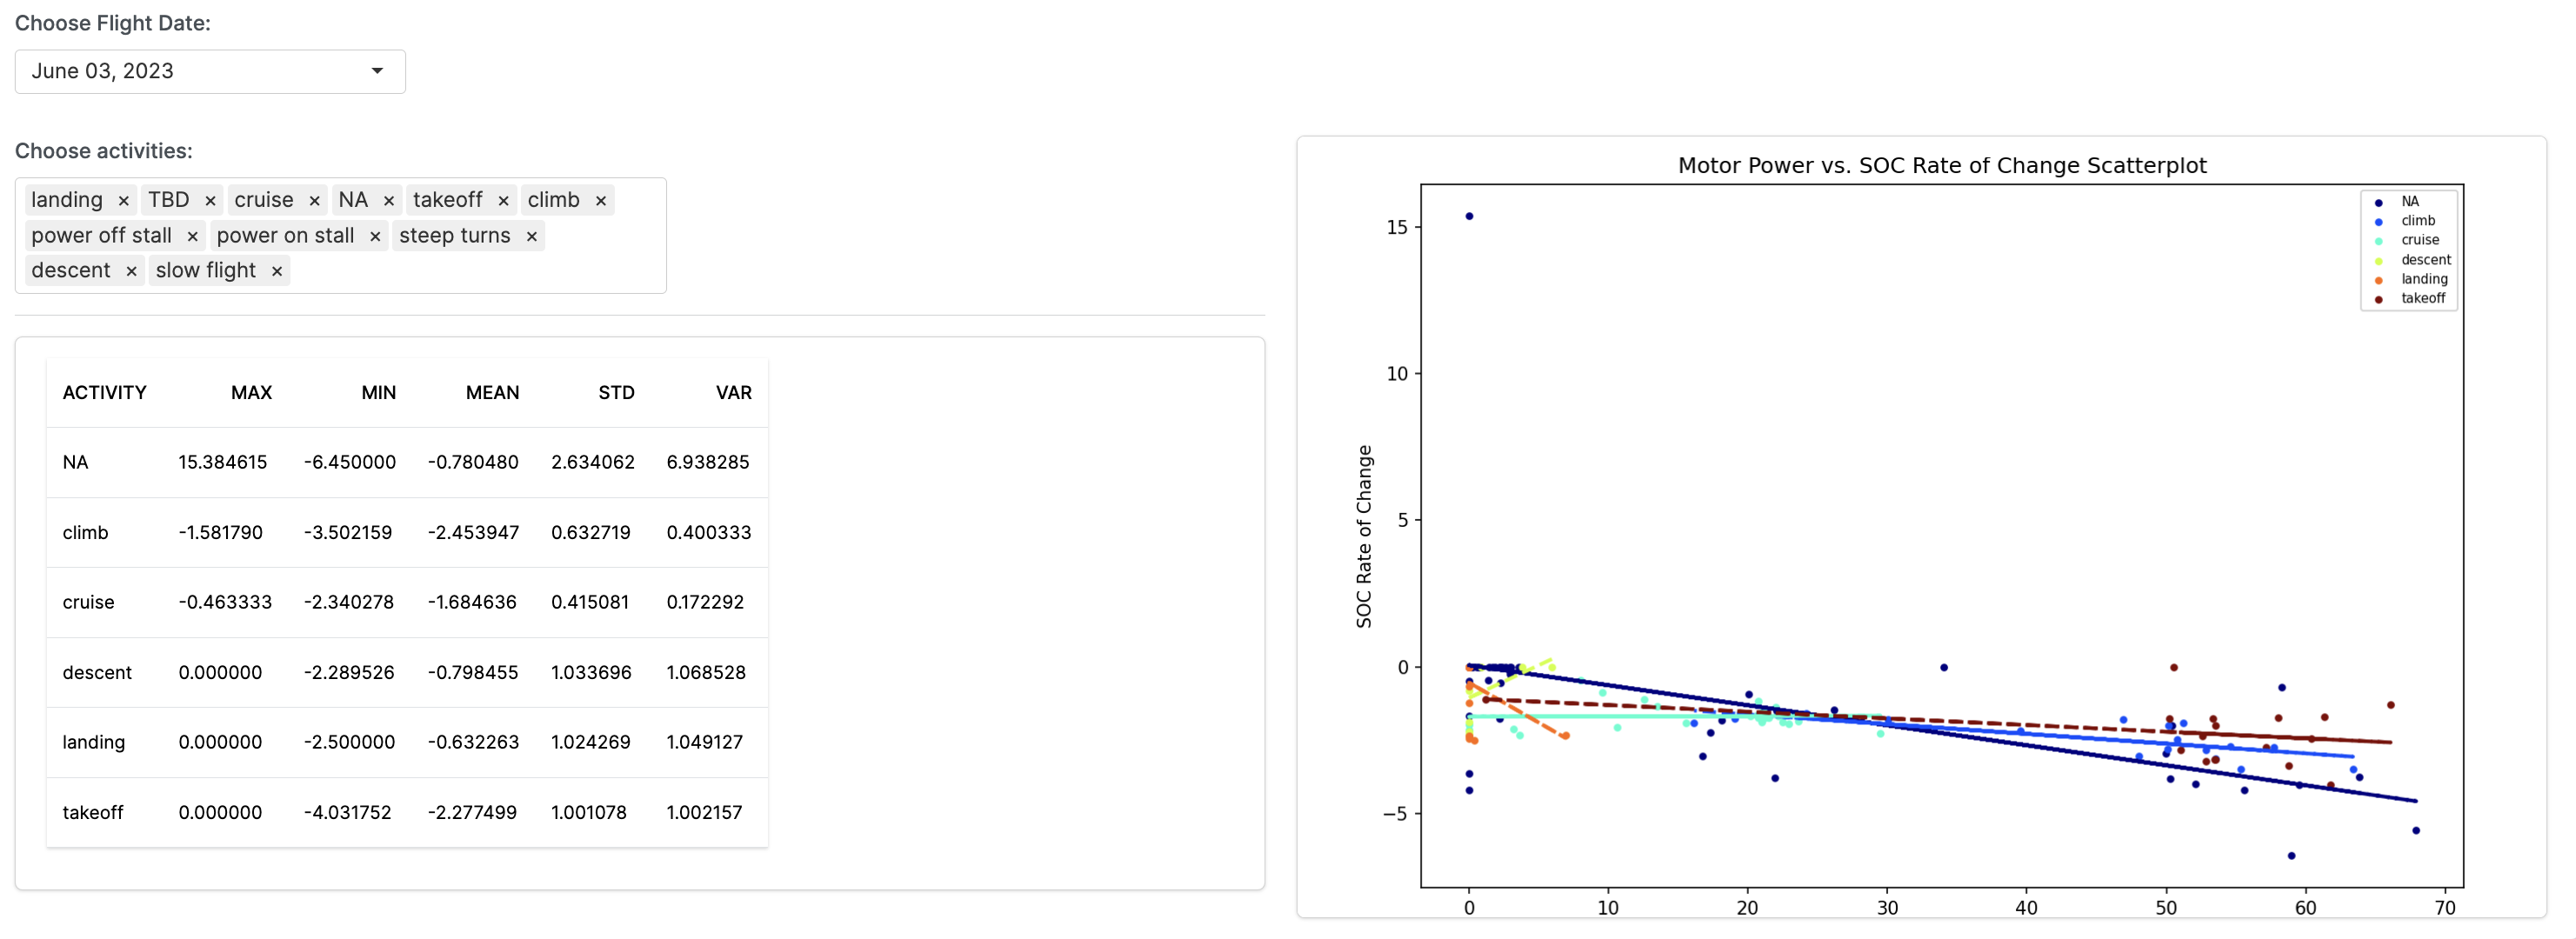 Choose Flight Date:
June 03, 2023
Choose activities:
landing × TBD × cruise × NA × takeoff × climb ×
power off stall × power on stall × steep turns ×
descent × slow flight ×
ACTIVITY MAX MIN MEAN STD VAR
NA 15.384615 -6.450000 -0.780480 2.634062 6.938285
climb -1.581790 -3.502159 -2.453947 0.632719 0.400333
cruise -0.463333 -2.340278 -1.684636 0.415081 0.172292
descent 0.000000 -2.289526 -0.798455 1.033696 1.068528
landing 0.000000 -2.500000 -0.632263 1.024269 1.049127
takeoff 0.000000 -4.031752 -2.277499 1.001078 1.002157
Motor Power vs. SOC Rate of Change Scatterplot
SOC Rate of Change
15
10
5
0
−5
0 10 20 30 40 50 60 70
NA
climb
cruise
descent
landing
takeoff